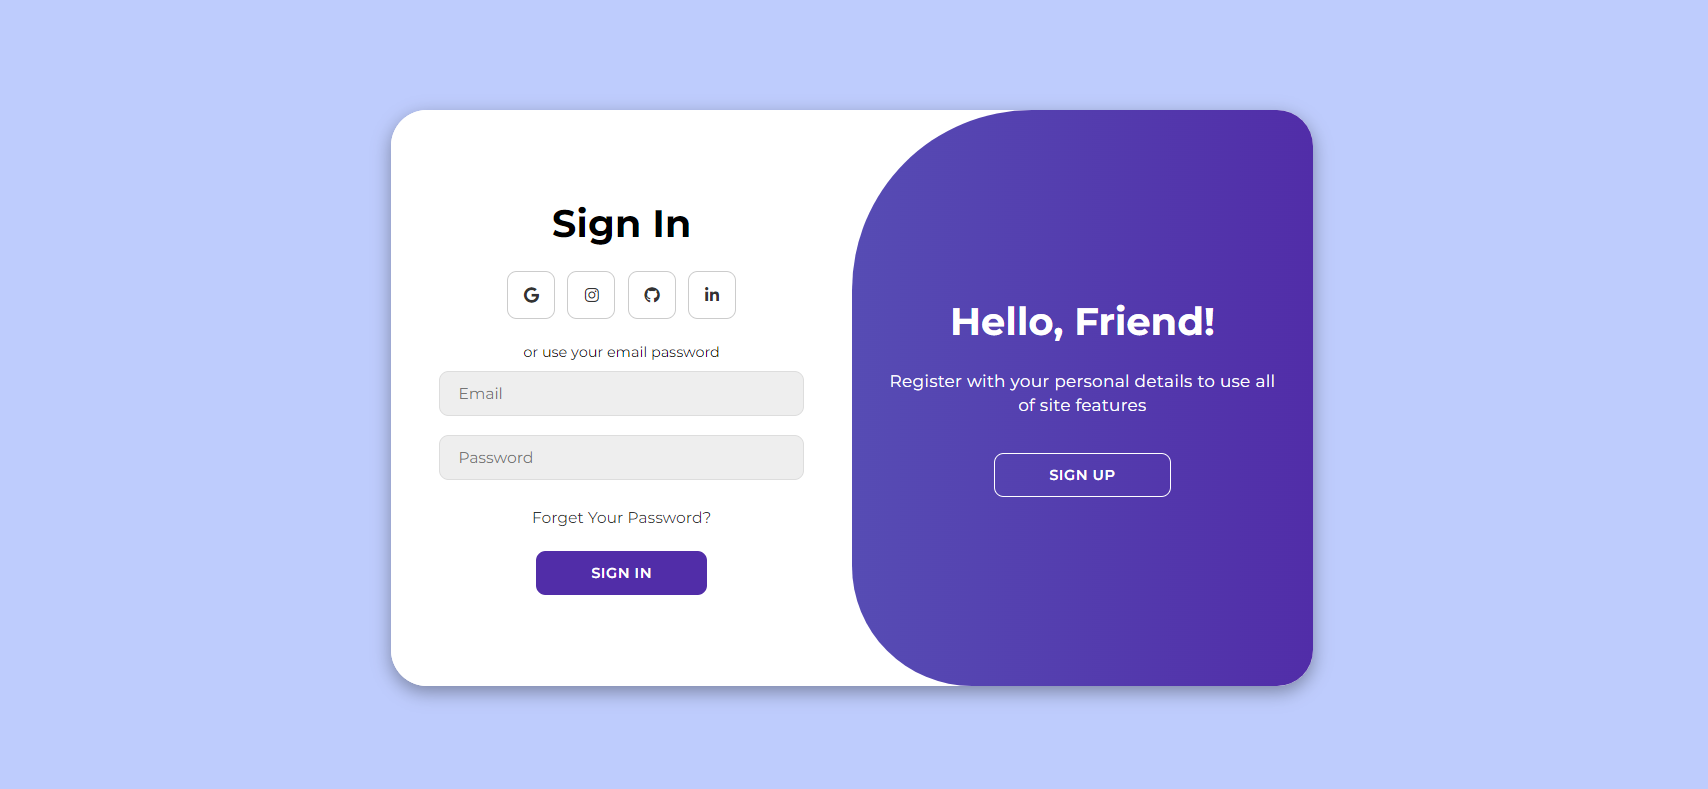 Sign In
or use your email password
Email
Password
Forget Your Password?
SIGN IN
Hello, Friend!
Register with your personal details to use all
of site features
SIGN UP